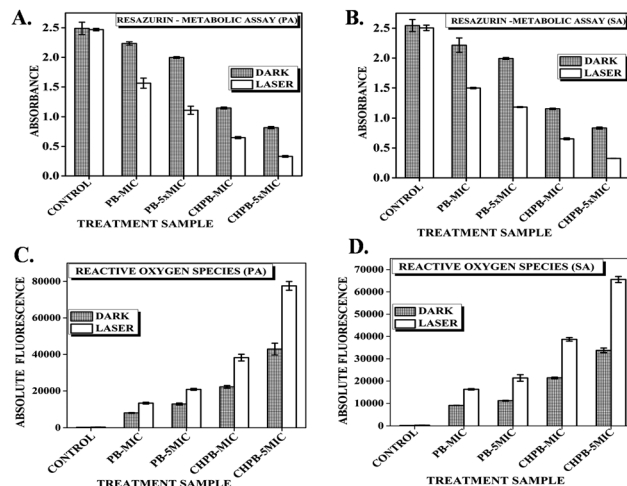 A.
RESAZURIN - METABOLIC ASSAY (PA)
2.5
2.0
1.5
1.0
0.5
0.0
ABSORBANCE
DARK
LASER
CONTROL
PB-MIC
PB-5xMIC
CHPB-MIC
CHPB-5xMIC
TREATMENT SAMPLE
B.
RESAZURIN -METABOLIC ASSAY (SA)
2.5
2.0
1.5
1.0
0.5
0.0
ABSORBANCE
DARK
LASER
CONTROL
PB-MIC
PB-5xMIC
CHPB-MIC
CHPB-5xMIC
TREATMENT SAMPLE
C.
REACTIVE OXYGEN SPECIES (PA)
80000
60000
40000
20000
0
ABSOLUTE FLUORESCENCE
DARK
LASER
CONTROL
PB-MIC
PB-5MIC
CHPB-MIC
CHPB-5MIC
TREATMENT SAMPLE
D.
REACTIVE OXYGEN SPECIES (SA)
70000
60000
50000
40000
30000
20000
10000
0
ABSOLUTE FLUORESCENCE
DARK
LASER
CONTROL
PB-MIC
PB-5MIC
CHPB-MIC
CHPB-5MIC
TREATMENT SAMPLE